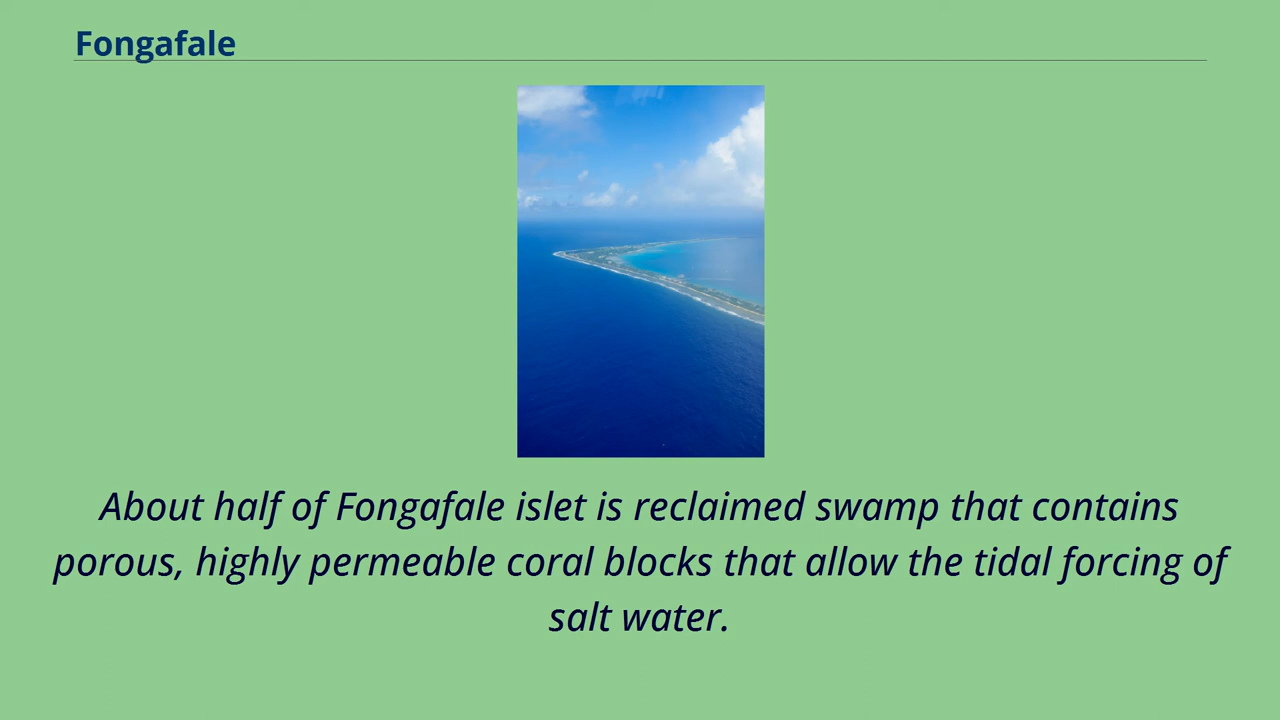 Fongafale
About half of Fongafale islet is reclaimed swamp that contains
porous, highly permeable coral blocks that allow the tidal forcing of
salt water.